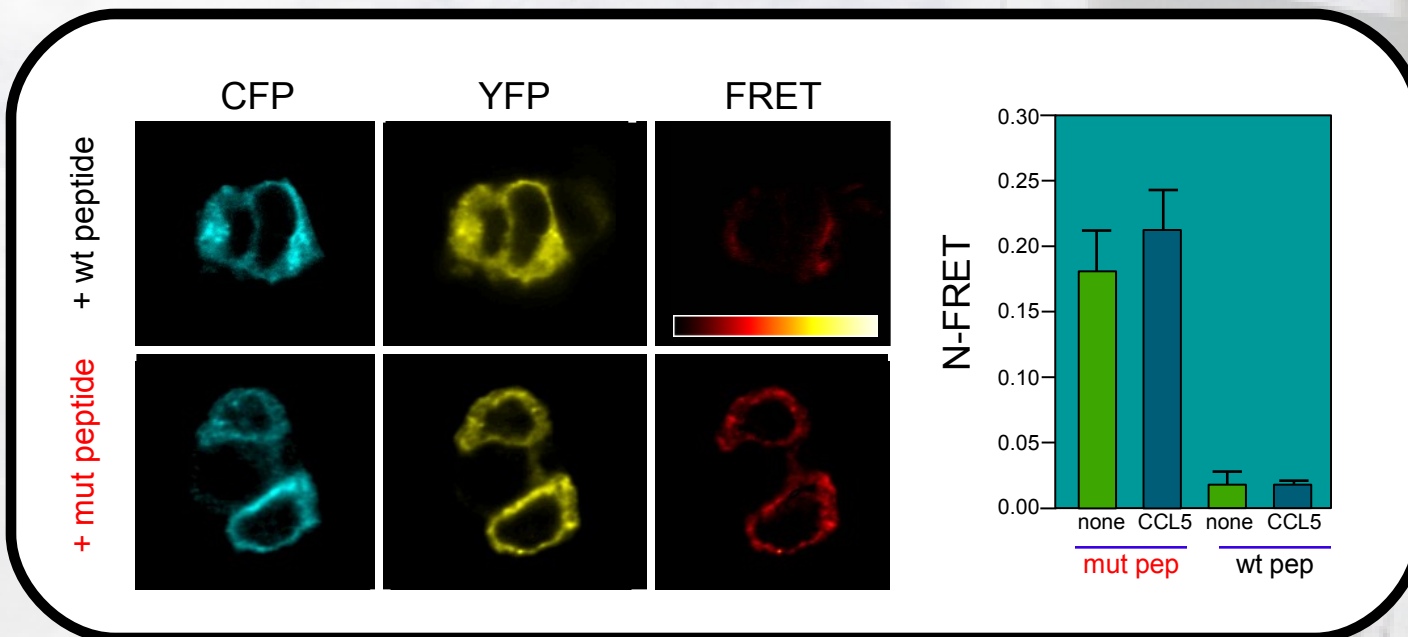 CFP YFP FRET
+ wt peptide
+ mut peptide
N-FRET
0.30
0.25
0.20
0.15
0.10
0.05
0.00
none CCL5 none CCL5
mut pep wt pep